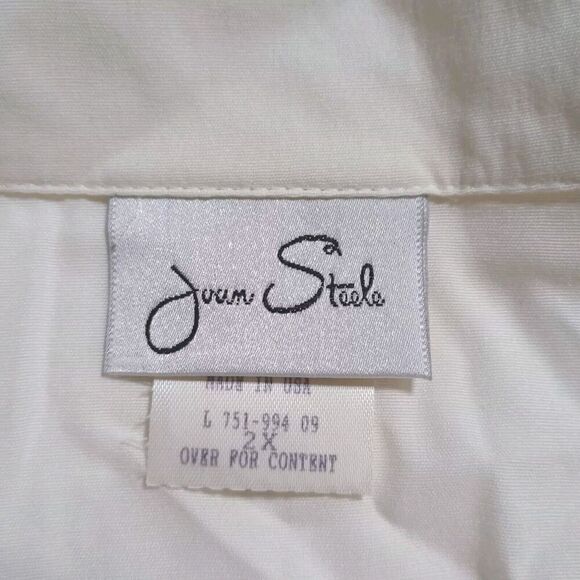 Joan Steele
MADE IN USA
L 751-994 09
2X
OVER FOR CONTENT